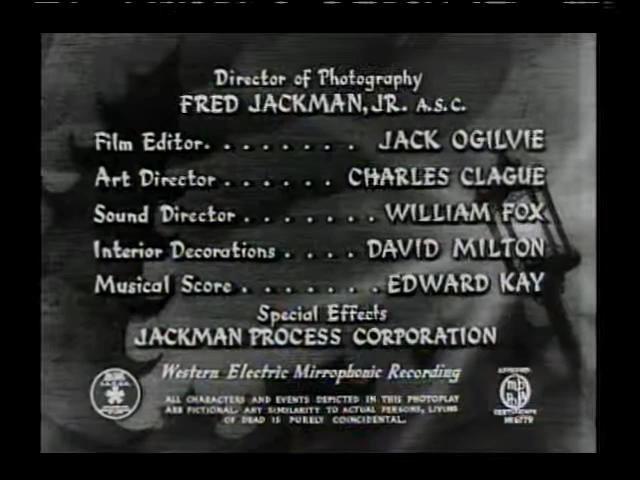 Director of Photography
FRED JACKMAN, JR. A.S.C.
Film Editor. . . . . . . . JACK OGILVIE
Art Director . . . . . . CHARLES CLAGUE
Sound Director . . . . . . . WILLIAM FOX
Interior Decorations . . . . DAVID MILTON
Musical Score . . . . . . . EDWARD KAY
Special Effects
JACKMAN PROCESS CORPORATION
Western Electric Mirrophonic Recording
ALL CHARACTERS AND EVENTS DEPICTED IN THIS PHOTOPLAY
ARE FICTIONAL. ANY SIMILARITY TO ACTUAL PERSONS, LIVING
OF DEAD IS PURELY COINCIDENTAL.
APPROVED